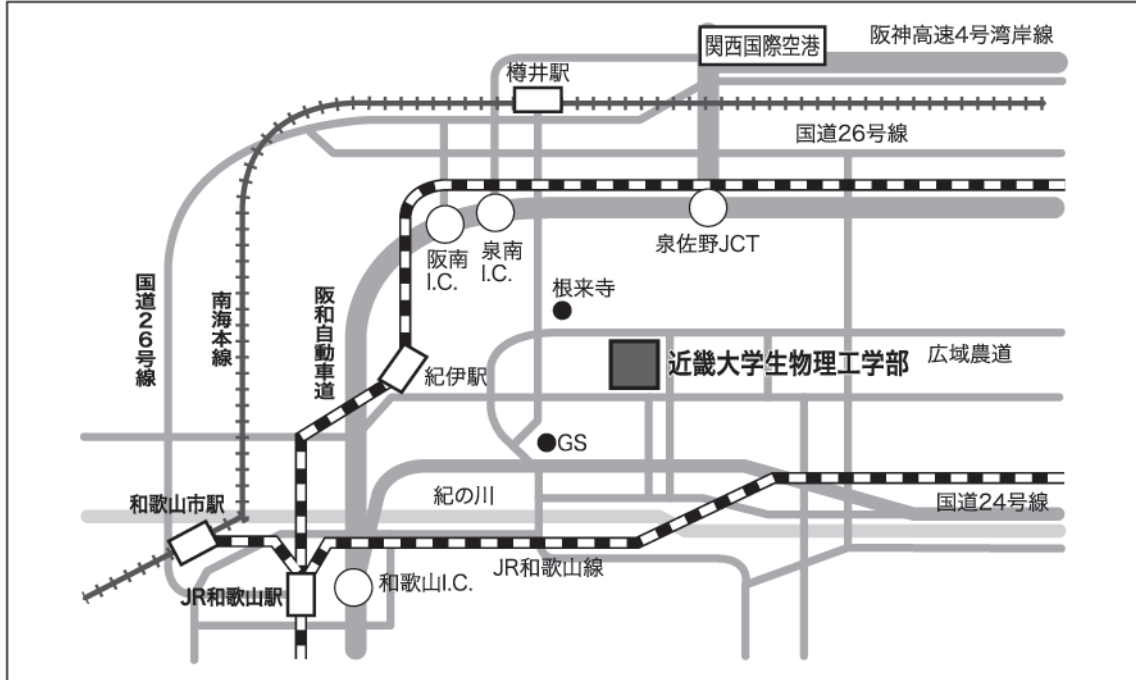 関西国際空港
阪神高速4号湾岸線
樽井駅
国道26号線
泉佐野JCT
阪南
I.C.
泉南
I.C.
根来寺
国道26号線
南海本線
阪和自動車道
紀伊駅
近畿大学生物理工学部
広域農道
GS
紀の川
和歌山市駅
国道24号線
JR和歌山線
和歌山I.C.
JR和歌山駅